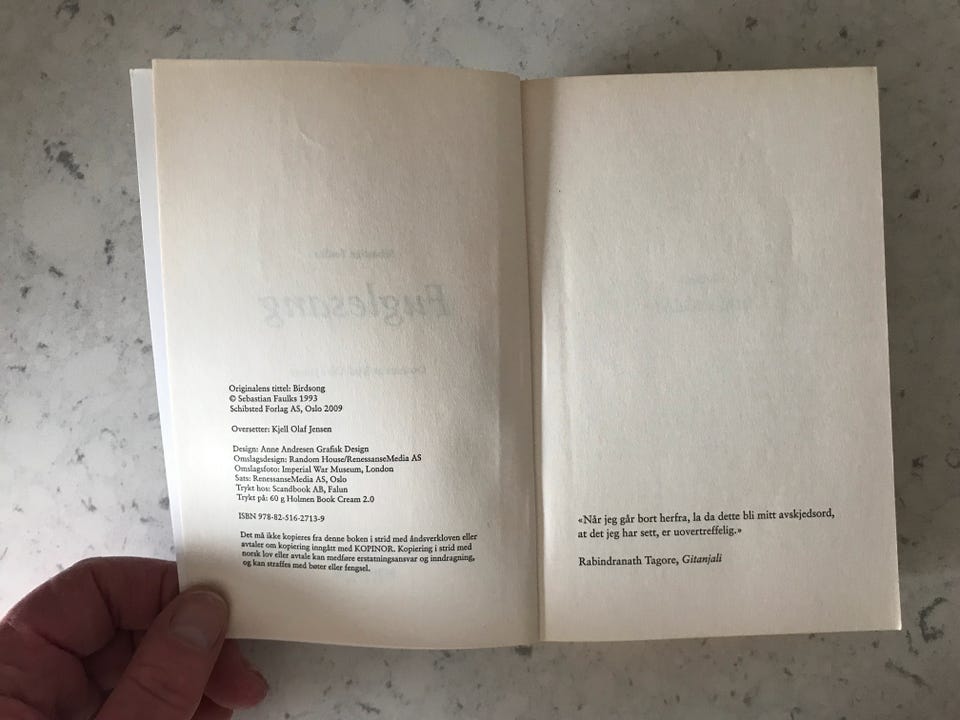 Originalens tittel: Birdsong
© Sebastian Faulks 1993
Schibsted Forlag AS, Oslo 2009
Oversetter: Kjell Olaf Jensen
Design: Anne Andresen Grafisk Design
Omslagsdesign: Random House/RenessanseMedia AS
Omslagsfoto: Imperial War Museum, London
Sats: RenessanseMedia AS, Oslo
Trykt hos: Scandbook AB, Falun
Trykt på: 60 g Holmen Book Cream 2.0
ISBN 978-82-516-2713-9
Det må ikke kopieres fra denne boken i strid med åndsverkloven eller
avtaler om kopiering inngått med KOPINOR. Kopiering i strid med
norsk lov eller avtale kan medføre erstatningsansvar og inndragning,
og kan straffes med bøter eller fengsel.
Fuglesang
«Når jeg går bort herfra, la da dette bli mitt avskjedsord,
at det jeg har sett, er uovertreffelig.»
Rabindranath Tagore, Gitanjali